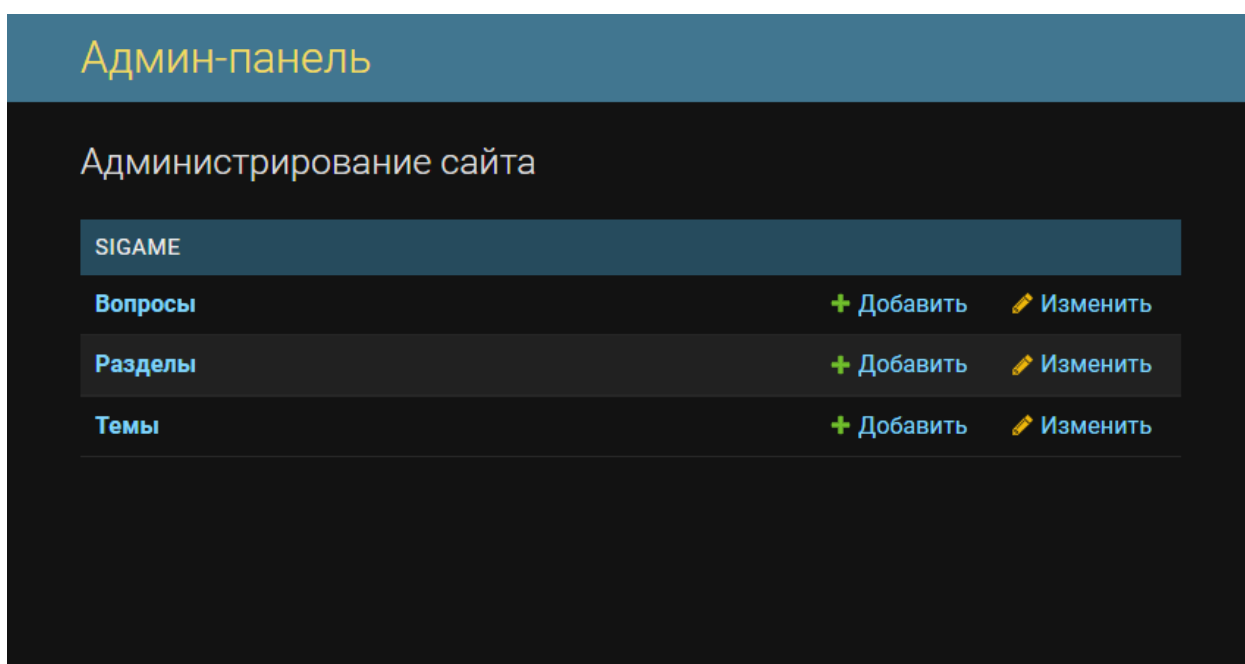 Админ-панель
Администрирование сайта
SIGAME
Вопросы Добавить Изменить
Разделы Добавить Изменить
Темы Добавить Изменить